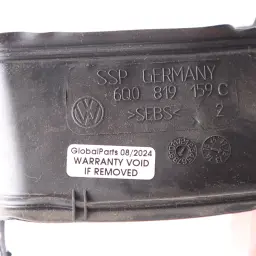 SSP GERMANY
6Q0 819 159 C
>SEBS< 2
GlobalParts 08/2024
WARRANTY VOID
IF REMOVED